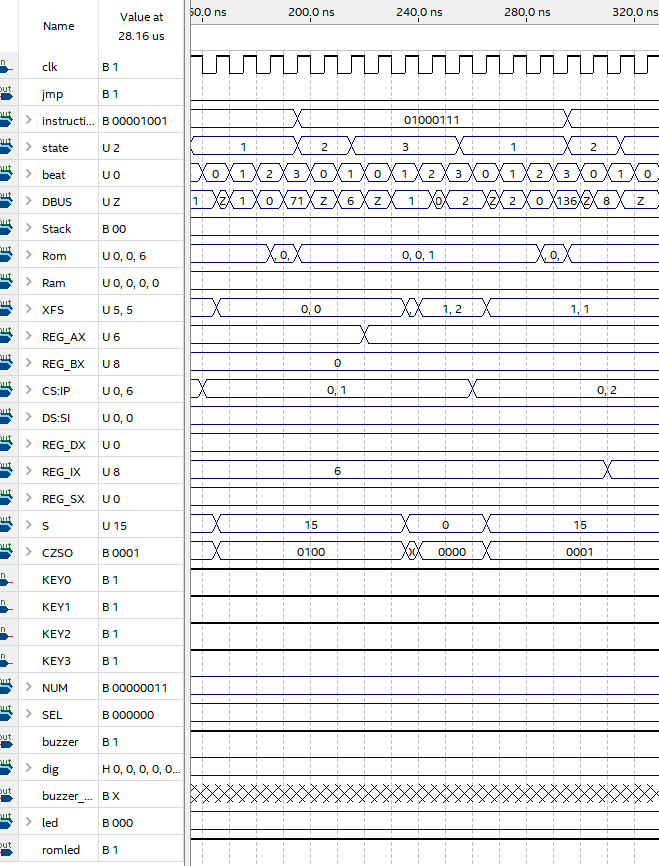 Name Value at 28.16 us 200.0 ns 240.0 ns 280.0 ns 320.0 ns
clk B 1
jmp B 1
instructi... B 00001001 01000111
state U 2 1 2 3 1 2
beat U 0 0 1 2 3 0 1 0 1 2 3 0 1 2 3 0 1 0
DBUS U Z 1 Z 1 0 71 Z 6 Z 1 0 2 Z 2 0 136 Z 8 Z
Stack B 00
Rom U 0, 0, 6 , 0, 0, 0, 1 , 0,
Ram U 0, 0, 0, 0
XFS U 5, 5 0, 0 1, 2 1, 1
REG_AX U 6
REG_BX U 8 0
CS:IP U 0, 6 0, 1 0, 2
DS:SI U 0, 0
REG_DX U 0
REG_IX U 8 6
REG_SX U 0
S U 15 15 0 15
CZSO B 0001 0100 0000 0001
KEY0 B 1
KEY1 B 1
KEY2 B 1
KEY3 B 1
NUM B 00000011
SEL B 000000
buzzer B 1
dig H 0, 0, 0, 0, 0...
buzzer_... B X
led B 000
romled B 1